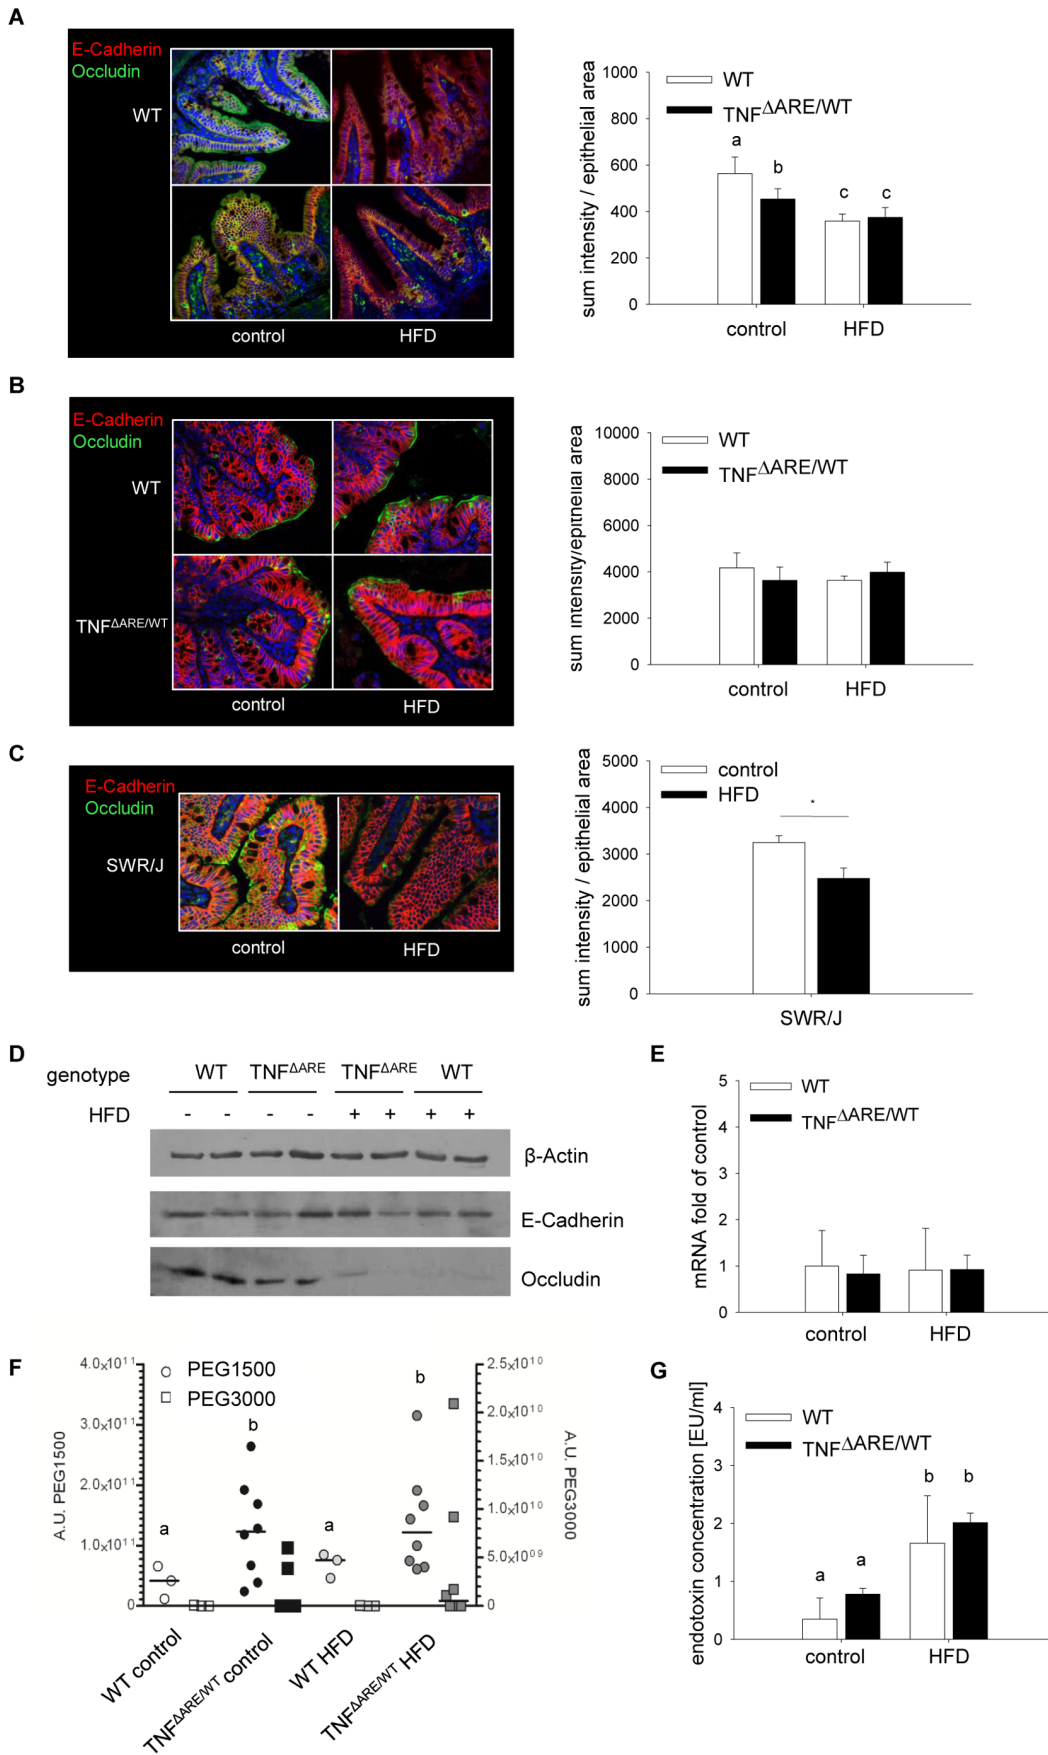 A
E-Cadherin
Occludin
WT
control HFD
sum intensity / epithelial area
1000
800
600
400
200
0
WT
TNFΔARE/WT
a
b
c
c
control HFD
B
E-Cadherin
Occludin
WT
TNFΔARE/WT
control HFD
sum intensity/epithelial area
10000
8000
6000
4000
2000
0
WT
TNFΔARE/WT
control HFD
C
E-Cadherin
Occludin
SWR/J
control HFD
sum intensity / epithelial area
5000
4000
3000
2000
1000
0
control
HFD
*
SWR/J
D
genotype WT TNFΔARE TNFΔARE WT
HFD - - - - + + + +
β-Actin
E-Cadherin
Occludin
E
mRNA fold of control
5
4
3
2
1
0
WT
TNFΔARE/WT
control HFD
F
A.U. PEG1500
4.0x1011
3.0x1011
2.0x1011
1.0x1011
0
PEG1500
PEG3000
a
b
a
b
2.5x1010
2.0x1010
1.5x1010
1.0x1010
5.0x1009
0
A.U. PEG3000
WT control
TNFΔARE/WT control
WT HFD
TNFΔARE/WT HFD
G
endotoxin concentration [EU/ml]
4
3
2
1
0
WT
TNFΔARE/WT
a
a
b
b
control HFD